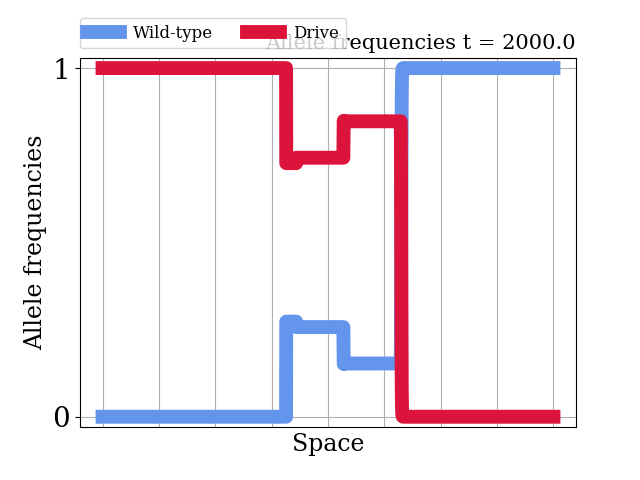 Wild-type Drive
Allele frequencies t = 2000.0
Allele frequencies
1
0
Space